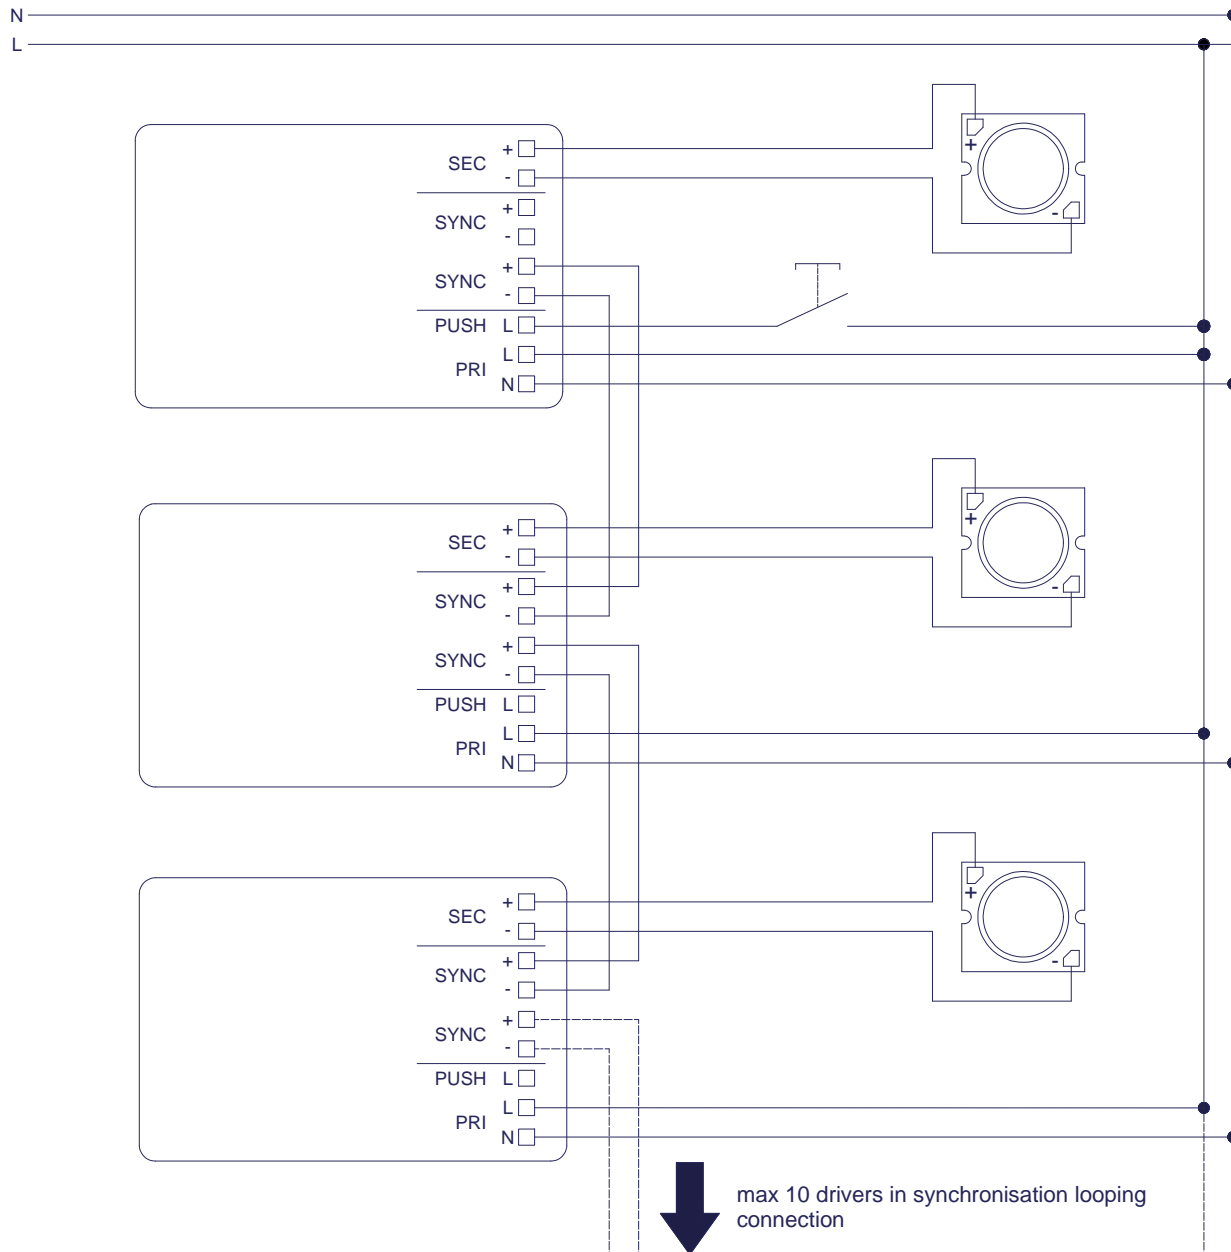 N
L
SEC + 
-
SYNC +
-
SYNC +
-
PUSH L
PRI L
N
+
-
SEC +
-
SYNC +
-
SYNC +
-
PUSH L
PRI L
N
+
-
SEC +
-
SYNC +
-
SYNC +
-
PUSH L
PRI L
N
+
-
max 10 drivers in synchronisation looping
connection